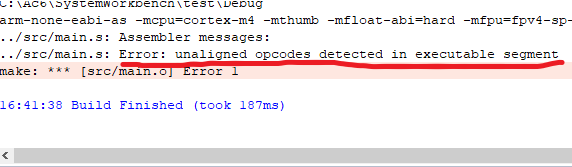 C:\Ac6\SystemWorkbench\test\Debug
arm-none-eabi-as -mcpu=cortex-m4 -mthumb -mfloat-abi=hard -mfpu=fpv4-sp-
../src/main.s: Assembler messages:
../src/main.s: Error: unaligned opcodes detected in executable segment
make: *** [src/main.o] Error 1
16:41:38 Build Finished (took 187ms)